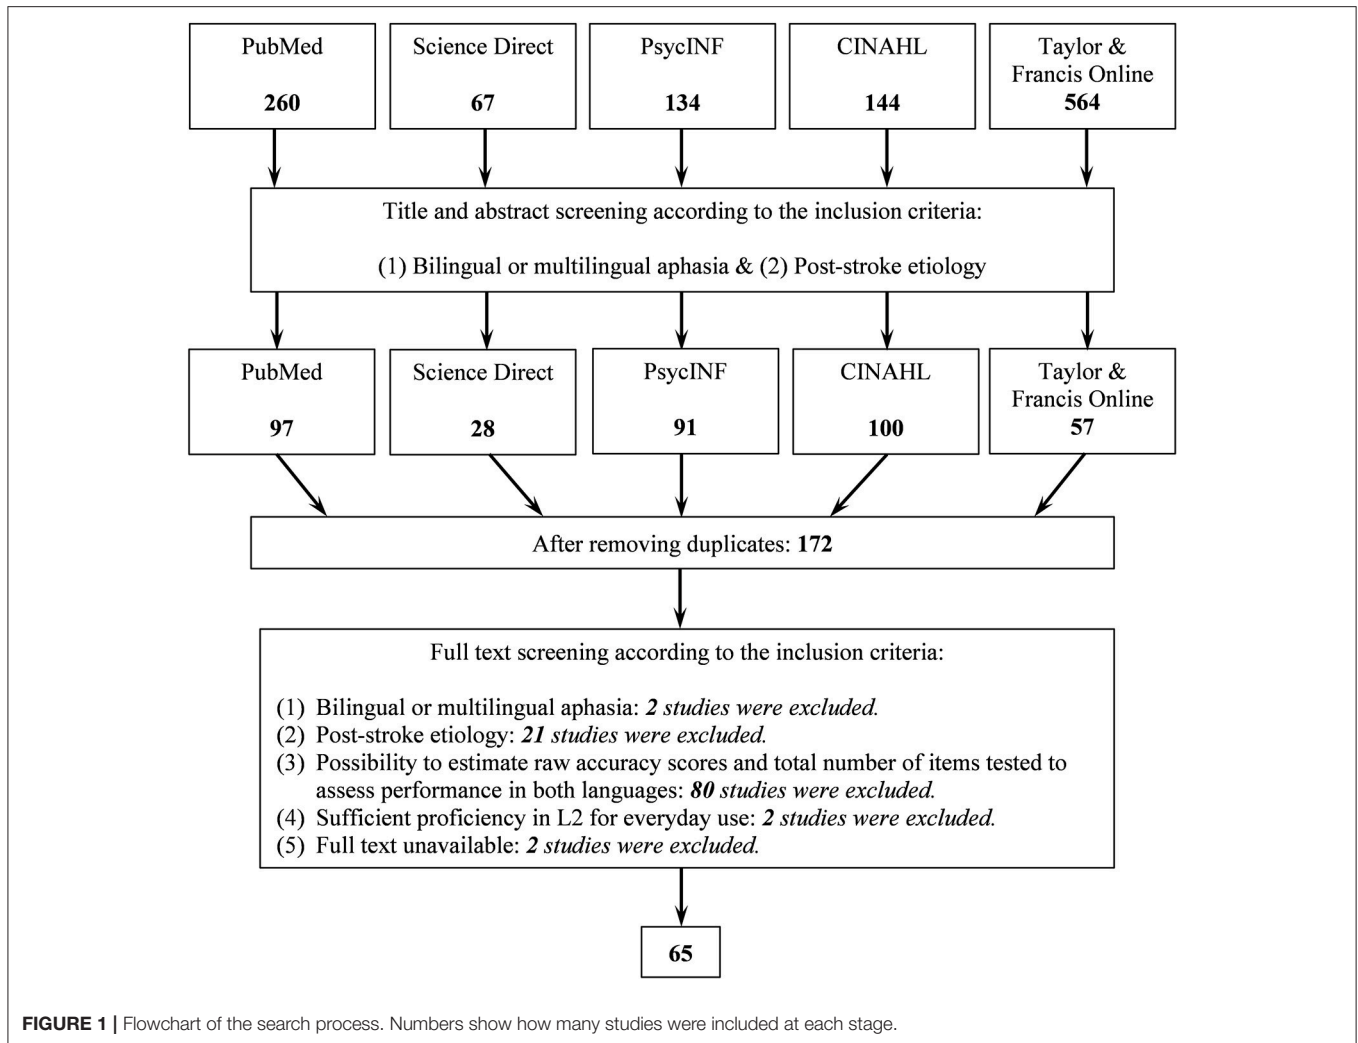 PubMed
260
Science Direct
67
PsycINF
134
CINAHL
144
Taylor &
Francis Online
564
Title and abstract screening according to the inclusion criteria:
(1) Bilingual or multilingual aphasia & (2) Post-stroke etiology
PubMed
97
Science Direct
28
PsycINF
91
CINAHL
100
Taylor &
Francis Online
57
After removing duplicates: 172
Full text screening according to the inclusion criteria:
(1) Bilingual or multilingual aphasia: 2 studies were excluded.
(2) Post-stroke etiology: 21 studies were excluded.
(3) Possibility to estimate raw accuracy scores and total number of items tested to
assess performance in both languages: 80 studies were excluded.
(4) Sufficient proficiency in L2 for everyday use: 2 studies were excluded.
(5) Full text unavailable: 2 studies were excluded.
65
FIGURE 1 | Flowchart of the search process. Numbers show how many studies were included at each stage.